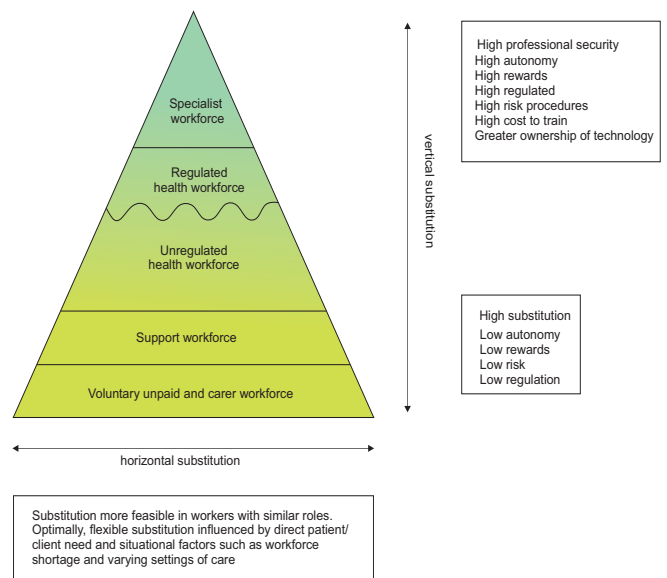 Specialist
workforce
Regulated
health workforce
Unregulated
health workforce
Support workforce
Voluntary unpaid and carer workforce
horizontal substitution
vertical substitution
High professional security
High autonomy
High rewards
High regulated
High risk procedures
High cost to train
Greater ownership of technology
High substitution
Low autonomy
Low rewards
Low risk
Low regulation
Substitution more feasible in workers with similar roles.
Optimally, flexible substitution influenced by direct patient/
client need and situational factors such as workforce
shortage and varying settings of care